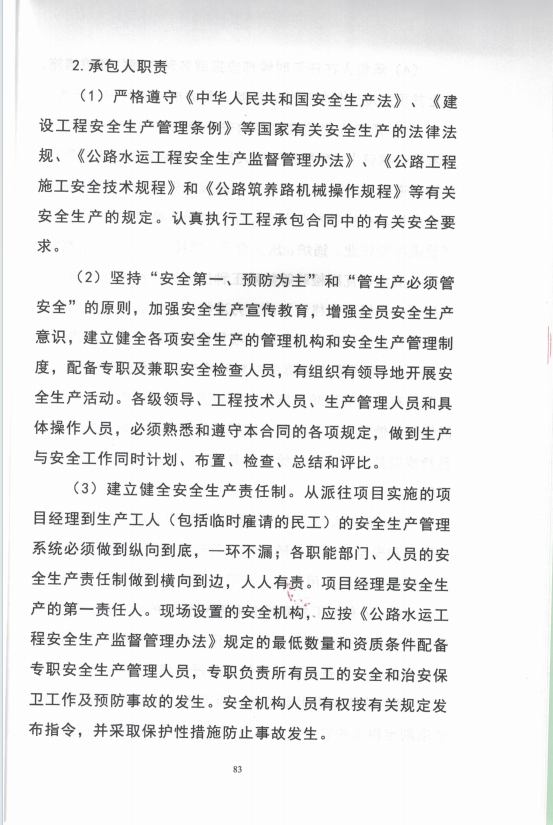 2.承包人职责
（1）严格遵守《中华人民共和国安全生产法》、《建
设工程安全生产管理条例》等国家有关安全生产的法律法
规、《公路水运工程安全生产监督管理办法》、《公路工程
施工安全技术规程》和《公路筑养路机械操作规程》等有关
安全生产的规定。认真执行工程承包合同中的有关安全要
求。
（2）坚持“安全第一、预防为主”和“管生产必须管
安全”的原则，加强安全生产宣传教育，增强全员安全生产
意识，建立健全各项安全生产的管理机构和安全生产管理制
度，配备专职及兼职安全检查人员，有组织有领导地开展安
全生产活动。各级领导、工程技术人员、生产管理人员和具
体操作人员，必须熟悉和遵守本合同的各项规定，做到生产
与安全工作同时计划、布置、检查、总结和评比。
（3）建立健全安全生产责任制。从派往项目实施的项
目经理到生产工人（包括临时雇请的民工）的安全生产管理
系统必须做到纵向到底，一环不漏；各职能部门、人员的安
全生产责任制做到横向到边，人人有责。项目经理是安全生
产的第一责任人。现场设置的安全机构，应按《公路水运工
程安全生产监督管理办法》规定的最低数量和资质条件配备
专职安全生产管理人员，专职负责所有员工的安全和治安保
卫工作及预防事故的发生。安全机构人员有权按有关规定发
布指令，并采取保护性措施防止事故发生。
83